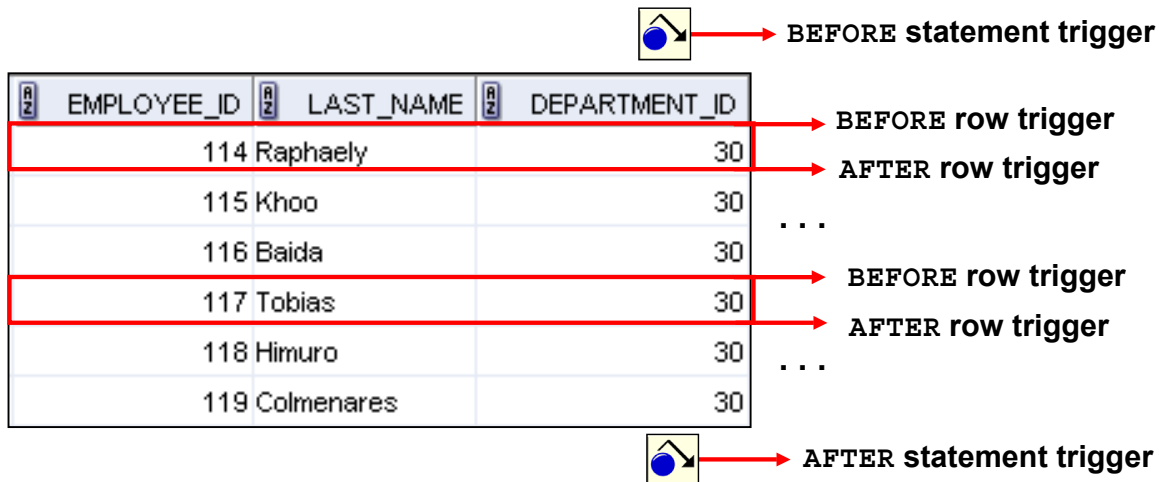 BEFORE statement trigger
EMPLOYEE_ID LAST_NAME DEPARTMENT_ID
BEFORE row trigger
114 Raphaely 30
AFTER row trigger
115 Khoo 30
. . .
116 Baida 30
BEFORE row trigger
117 Tobias 30
AFTER row trigger
118 Himuro 30
. . .
119 Colmenares 30
AFTER statement trigger